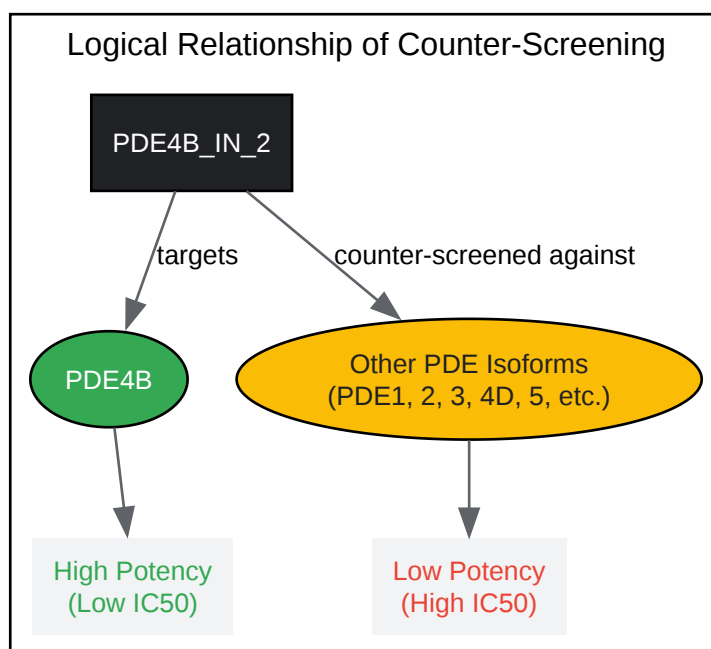 Logical Relationship of Counter-Screening
PDE4B_IN_2
targets
counter-screened against
PDE4B
Other PDE Isoforms
(PDE1, 2, 3, 4D, 5, etc.)
High Potency
(Low IC50)
Low Potency
(High IC50)